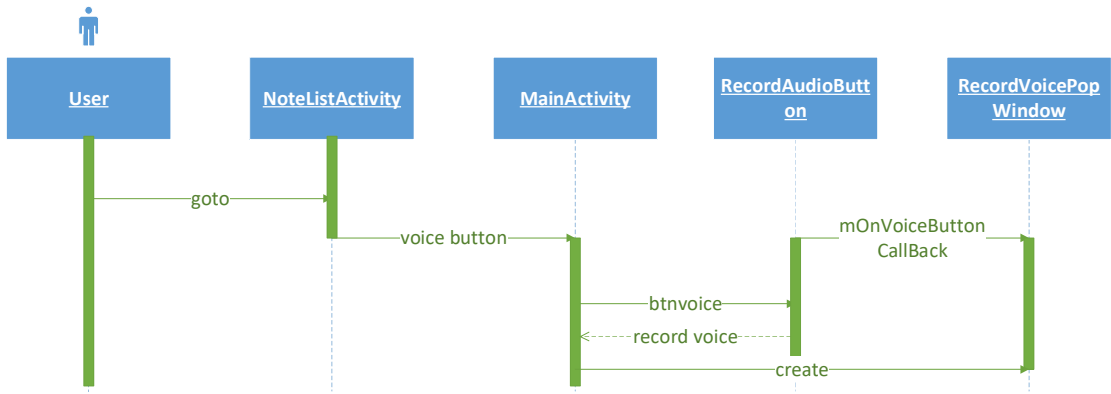 User
NoteListActivity
MainActivity
RecordAudioButt
on
RecordVoicePop
Window
goto
voice button
mOnVoiceButton
CallBack
btnvoice
record voice
create